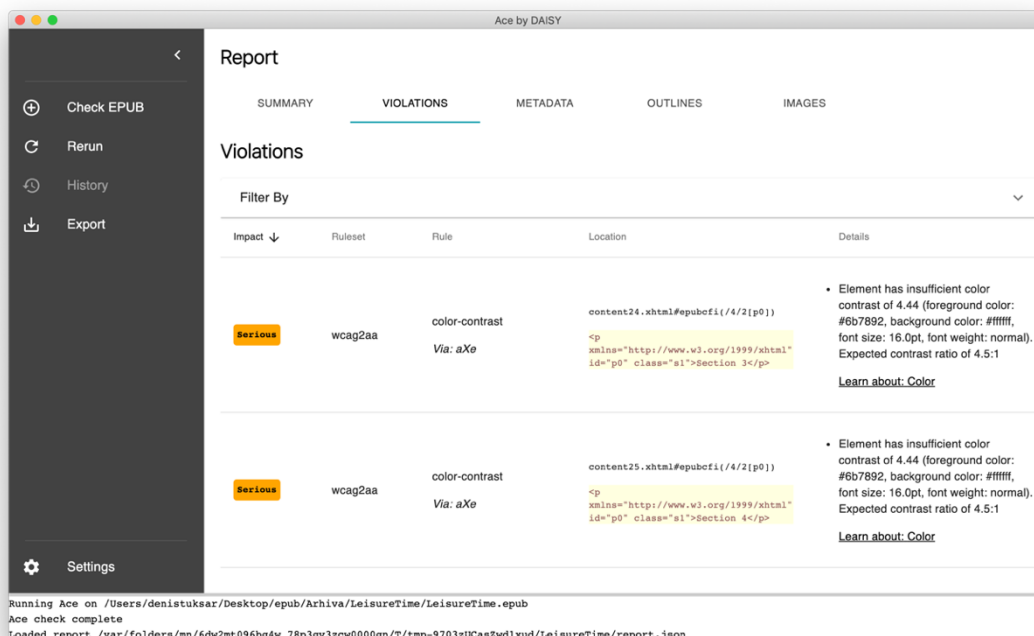 Ace by DAISY
Check EPUB
Rerun
History
Export
Settings
Report
SUMMARY VIOLATIONS METADATA OUTLINES IMAGES
Violations
Filter By
Impact Ruleset Rule Location Details
Serious
wcag2aa
color-contrast
Via: aXe
content24.xhtml#epubcfi(/4/2[p0])
<p
xmlns="http://www.w3.org/1999/xhtml"
id="p0" class="s1">Section 3</p>
• Element has insufficient color
contrast of 4.44 (foreground color:
#6b7892, background color: #ffffff,
font size: 16.0pt, font weight: normal).
Expected contrast ratio of 4.5:1
Learn about: Color
Serious
wcag2aa
color-contrast
Via: aXe
content25.xhtml#epubcfi(/4/2[p0])
<p
xmlns="http://www.w3.org/1999/xhtml"
id="p0" class="s1">Section 4</p>
• Element has insufficient color
contrast of 4.44 (foreground color:
#6b7892, background color: #ffffff,
font size: 16.0pt, font weight: normal).
Expected contrast ratio of 4.5:1
Learn about: Color
Running Ace on /Users/denistuksar/Desktop/epub/Arhiva/LeisureTime/LeisureTime.epub
Ace check complete
Loaded report